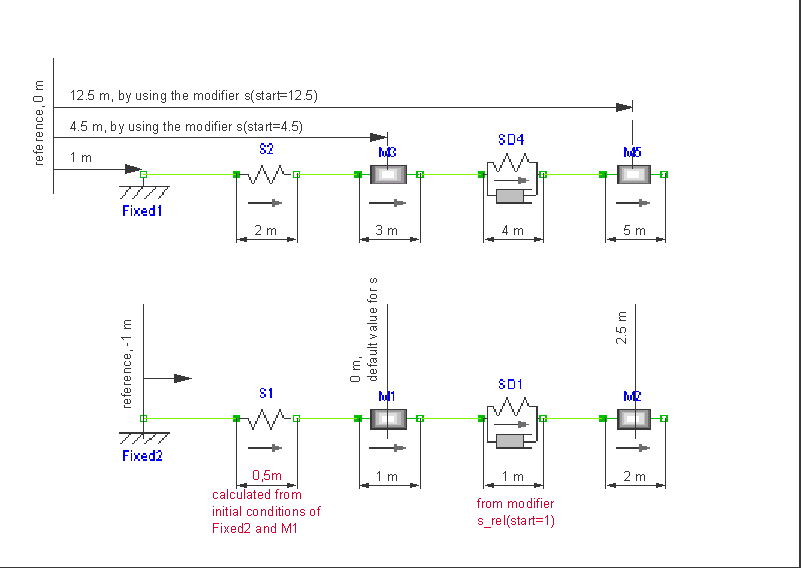 reference, 0 m
12.5 m, by using the modifier s(start=12.5)
4.5 m, by using the modifier s(start=4.5)
1 m
S2
M3
SD4
M5
Fixed1
2 m
3 m
4 m
5 m
reference, -1 m
0 m,
default value for s
2.5 m
S1
M1
SD1
M2
Fixed2
0,5m
1 m
1 m
2 m
calculated from
initial conditions of
Fixed2 and M1
from modifier
s_rel(start=1)